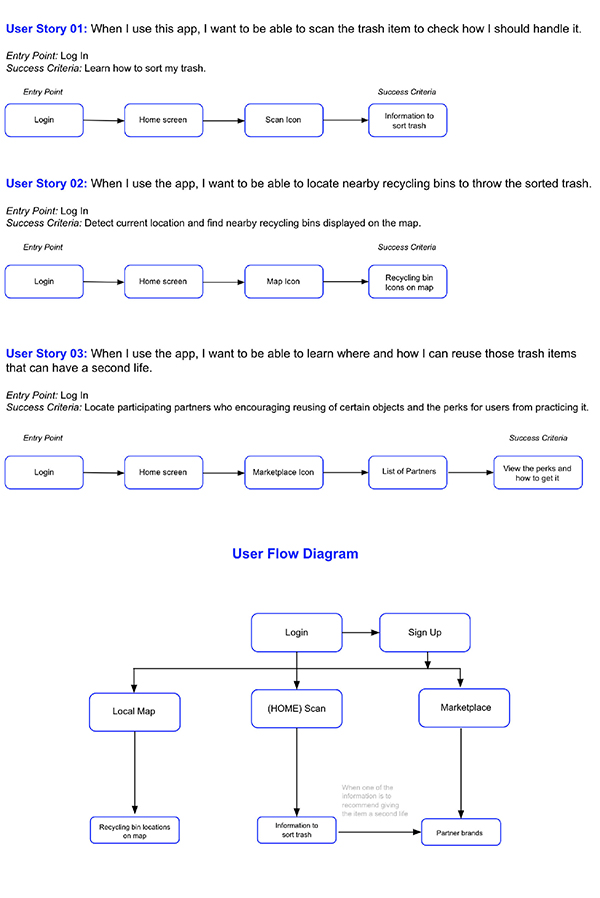 User Story 01: When I use this app, I want to be able to scan the trash item to check how I should handle it.
Entry Point: Log In
Success Criteria: Learn how to sort my trash.
Entry Point
Success Criteria
Login
Home screen
Scan Icon
Information to
sort trash
User Story 02: When I use the app, I want to be able to locate nearby recycling bins to throw the sorted trash.
Entry Point: Log In
Success Criteria: Detect current location and find nearby recycling bins displayed on the map.
Entry Point
Success Criteria
Login
Home screen
Map Icon
Recycling bin
Icons on map
User Story 03: When I use the app, I want to be able to learn where and how I can reuse those trash items
that can have a second life.
Entry Point: Log In
Success Criteria: Locate participating partners who encouraging reusing of certain objects and the perks for users from practicing it.
Entry Point
Success Criteria
Login
Home screen
Marketplace Icon
List of Partners
View the perks and
how to get it
User Flow Diagram
Login
Sign Up
Local Map
(HOME) Scan
Marketplace
When one of the
information is to
recommend giving
the item a second life
Recycling bin locations
on map
Information to
sort trash
Partner brands